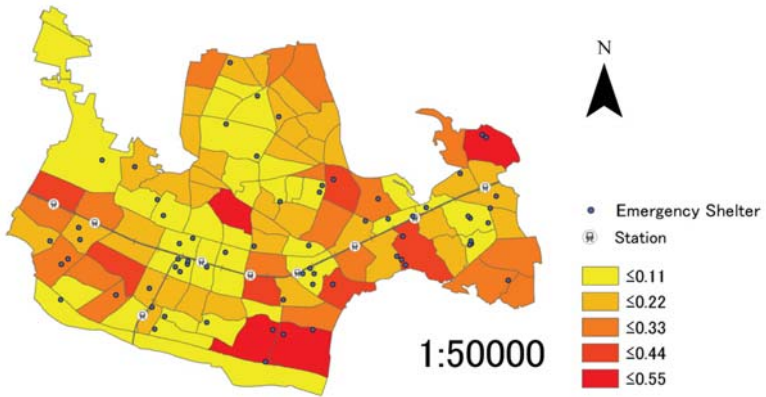 N
Emergency Shelter
Station
≤0.11
≤0.22
≤0.33
≤0.44
≤0.55
1:50000